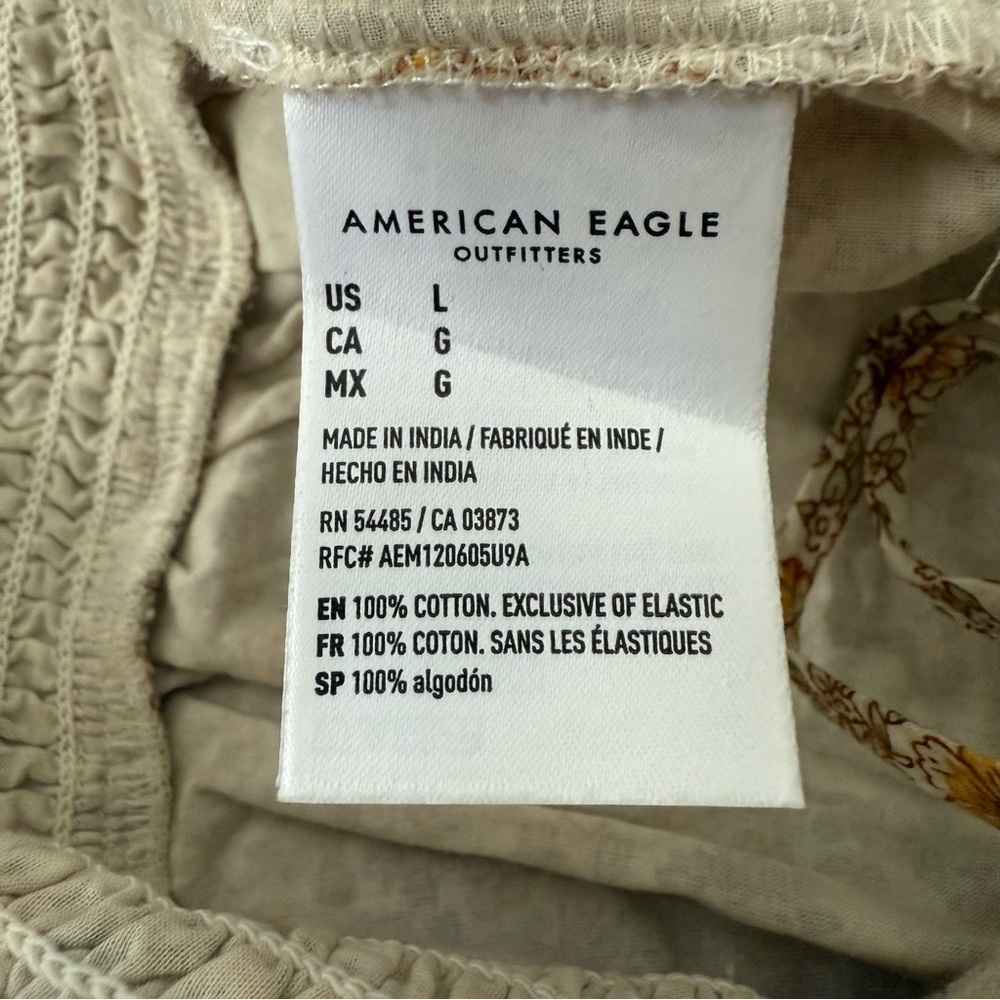 AMERICAN EAGLE
OUTFITTERS
US L
CA G
MX G
MADE IN INDIA / FABRIQUÉ EN INDE /
HECHO EN INDIA
RN 54485 / CA 03873
RFC# AEM120605U9A
EN 100% COTTON. EXCLUSIVE OF ELASTIC
FR 100% COTON. SANS LES ÉLASTIQUES
SP 100% algodón